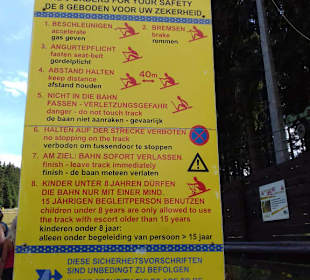 FOR YOUR SAFETY
DE 8 GEBODEN VOOR UW ZEKERHEID
1. BESCHLEUNIGEN
accelerate
gas geven
2. BREMSEN
brake
rommen
3. ANGURTEPFLICHT
fasten seat-belt
gordelplicht
4. ABSTAND HALTEN
keep distance
afstand houden
40m
5. NICHT IN DIE BAHN
FASSEN - VERLETZUNGSGEFAHR
danger - do not touch track
de baan niet aanraken - gevaarlijk
6. HALTEN AUF DER STRECKE VERBOTEN
no stopping on the track
verboden om tussendoor te stoppen
7. AM ZIEL: BAHN SOFORT VERLASSEN
finish - leave track immediately
finish - de baan meteen verlaten
8. KINDER UNTER 8 JAHREN DÜRFEN
DIE BAHN NUR MIT EINER MIND.
15 JÄHRIGEN BEGLEITPERSON BENUTZEN
children under 8 years are only allowed to use
the track with escort older than 15 years
kinderen onder 8 jaar:
alleen onder begeleiding van persoon > 15 jaar
DIESE SICHERHEITSVORSCHRIFTEN
SIND UNBEDINGT ZU BEFOLGEN